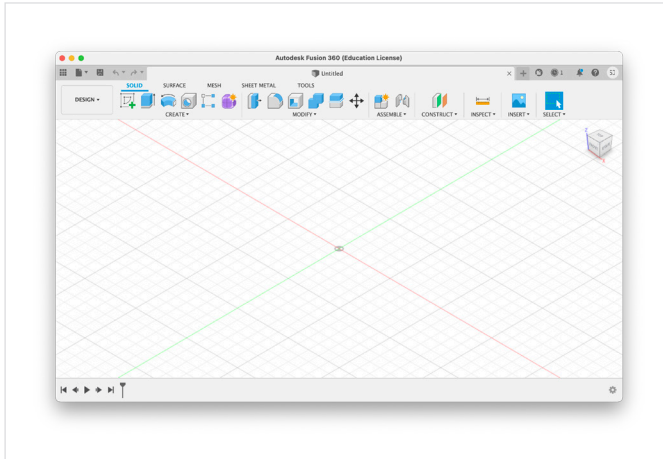 Autodesk Fusion 360 (Education License)
Untitled
1
DESIGN
SOLID SURFACE MESH SHEET METAL TOOLS
CREATE MODIFY ASSEMBLE CONSTRUCT INSPECT INSERT SELECT
Z